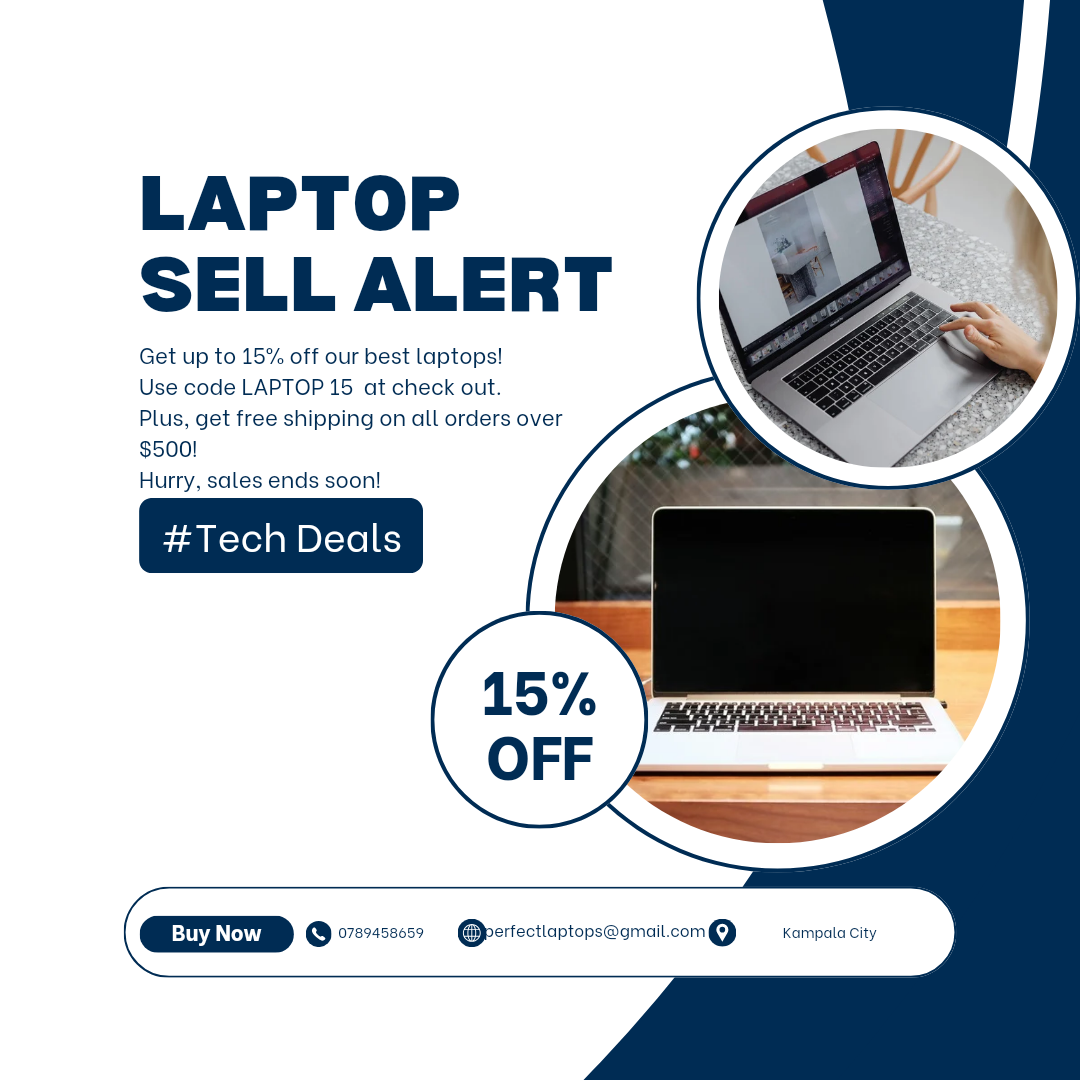 LAPTOP
SELL ALERT
Get up to 15% off our best laptops!
Use code LAPTOP 15  at check out.
Plus, get free shipping on all orders over
$500!
Hurry, sales ends soon!
#Tech Deals
15%
OFF
Buy Now
0789458659
perfectlaptops@gmail.com
Kampala City